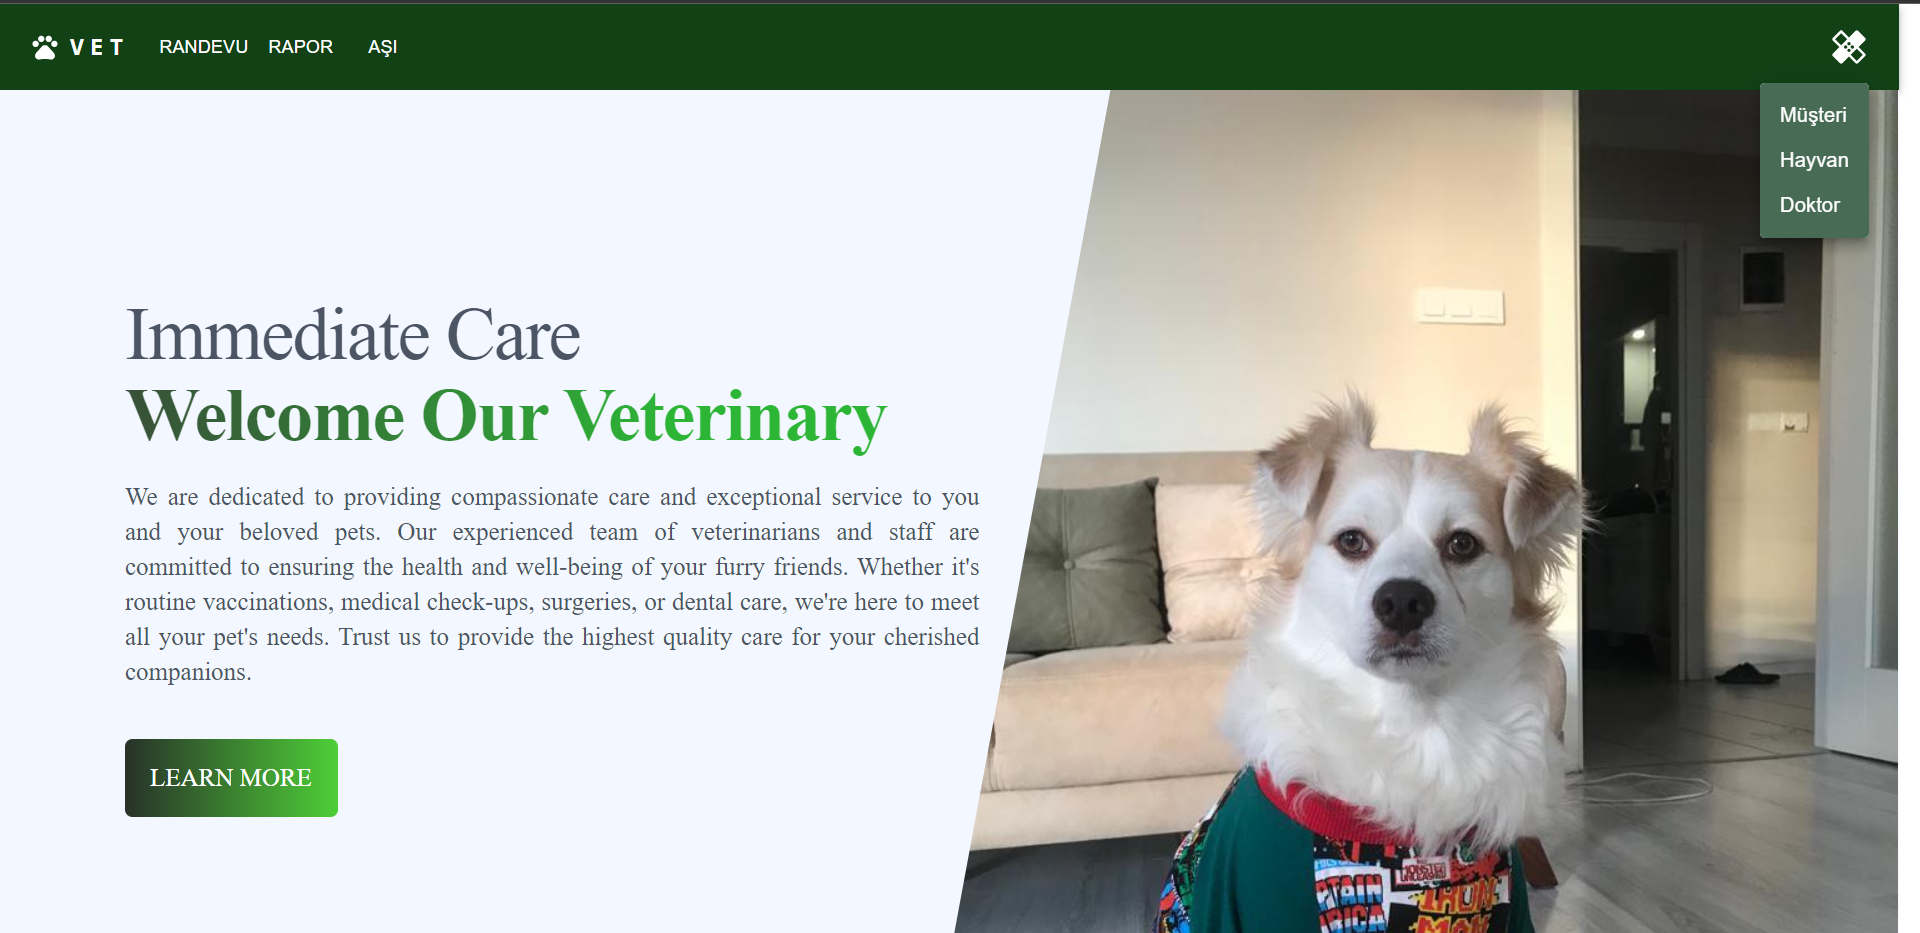 VET RANDEVU RAPOR AŞI
Müşteri
Hayvan
Doktor
Immediate Care
Welcome Our Veterinary
We are dedicated to providing compassionate care and exceptional service to you
and your beloved pets. Our experienced team of veterinarians and staff are
committed to ensuring the health and well-being of your furry friends. Whether it's
routine vaccinations, medical check-ups, surgeries, or dental care, we're here to meet
all your pet's needs. Trust us to provide the highest quality care for your cherished
companions.
LEARN MORE
MONSTER
UNLEASHED